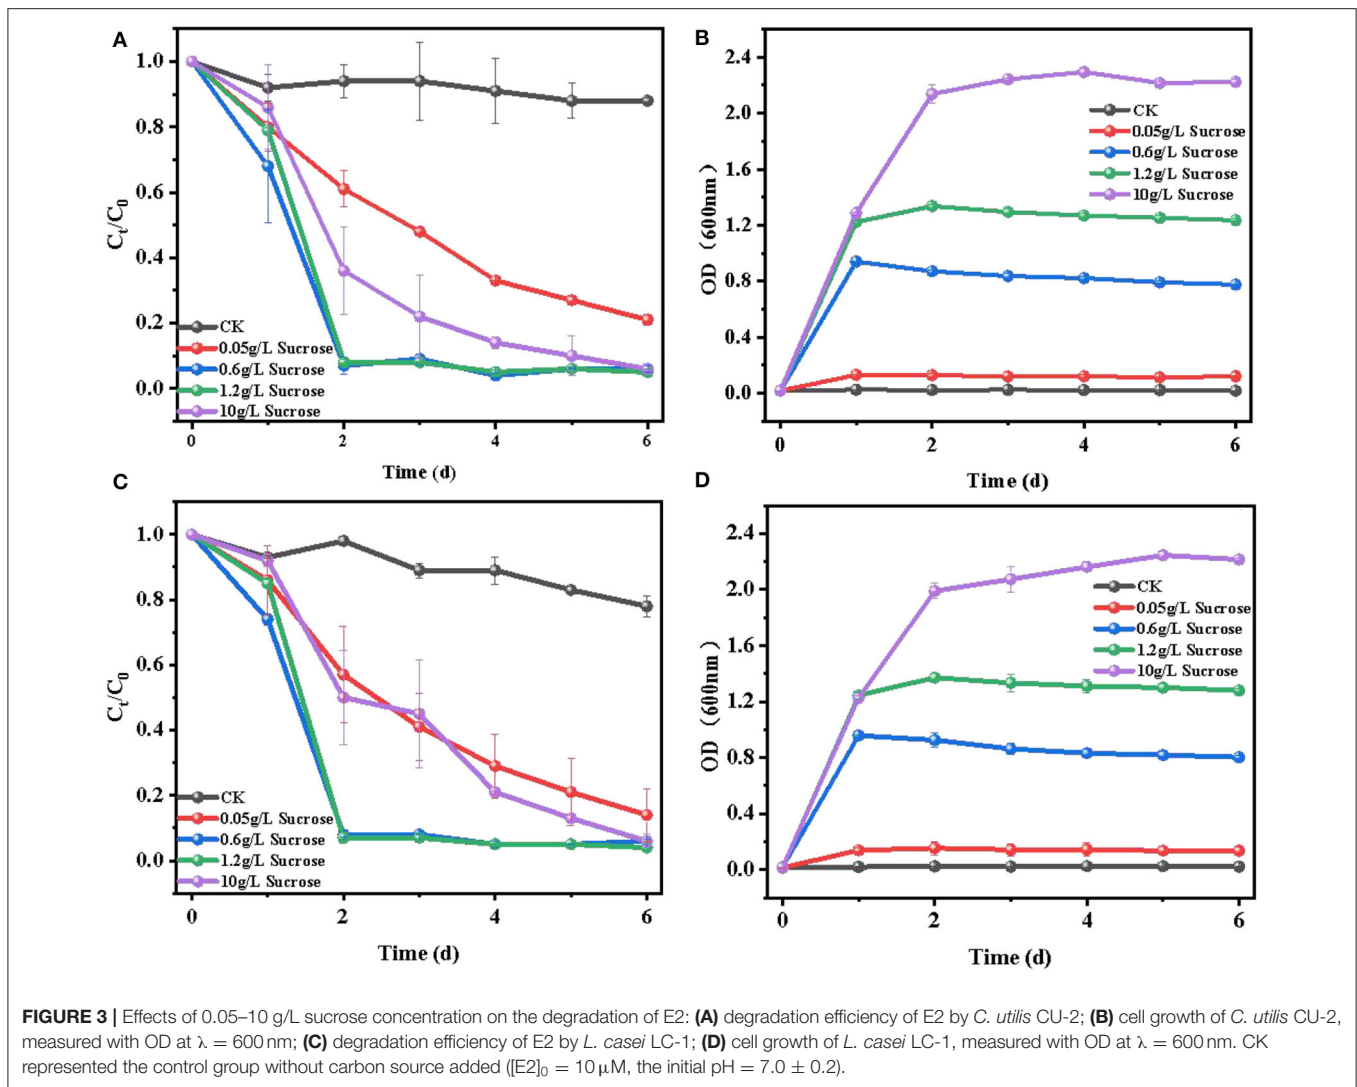 A
1.0
0.8
0.6
0.4
0.2
0.0
Ct/C0
CK
0.05g/L Sucrose
0.6g/L Sucrose
1.2g/L Sucrose
10g/L Sucrose
0 2 4 6
Time (d)
B
2.4
2.0
1.6
1.2
0.8
0.4
0.0
OD（600nm）
CK
0.05g/L Sucrose
0.6g/L Sucrose
1.2g/L Sucrose
10g/L Sucrose
0 2 4 6
Time (d)
C
1.0
0.8
0.6
0.4
0.2
0.0
Ct/C0
CK
0.05g/L Sucrose
0.6g/L Sucrose
1.2g/L Sucrose
10g/L Sucrose
0 2 4 6
Time (d)
D
2.4
2.0
1.6
1.2
0.8
0.4
0.0
OD（600nm）
CK
0.05g/L Sucrose
0.6g/L Sucrose
1.2g/L Sucrose
10g/L Sucrose
0 2 4 6
Time (d)
FIGURE 3 | Effects of 0.05–10 g/L sucrose concentration on the degradation of E2: (A) degradation efficiency of E2 by C. utilis CU-2; (B) cell growth of C. utilis CU-2,
measured with OD at λ = 600 nm; (C) degradation efficiency of E2 by L. casei LC-1; (D) cell growth of L. casei LC-1, measured with OD at λ = 600 nm. CK
represented the control group without carbon source added ([E2]0 = 10 µM, the initial pH = 7.0 ± 0.2).